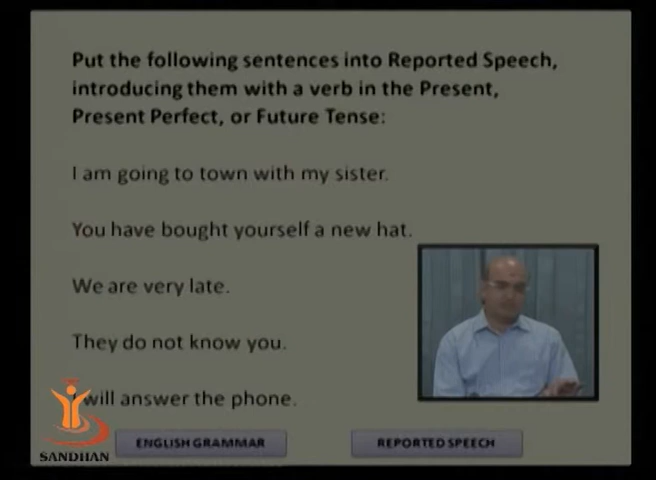 Put the following sentences into Reported Speech,
introducing them with a verb in the Present,
Present Perfect, or Future Tense:
I am going to town with my sister.
You have bought yourself a new hat.
We are very late.
They do not know you.
I will answer the phone.
SANDHAN
ENGLISH GRAMMAR
REPORTED SPEECH